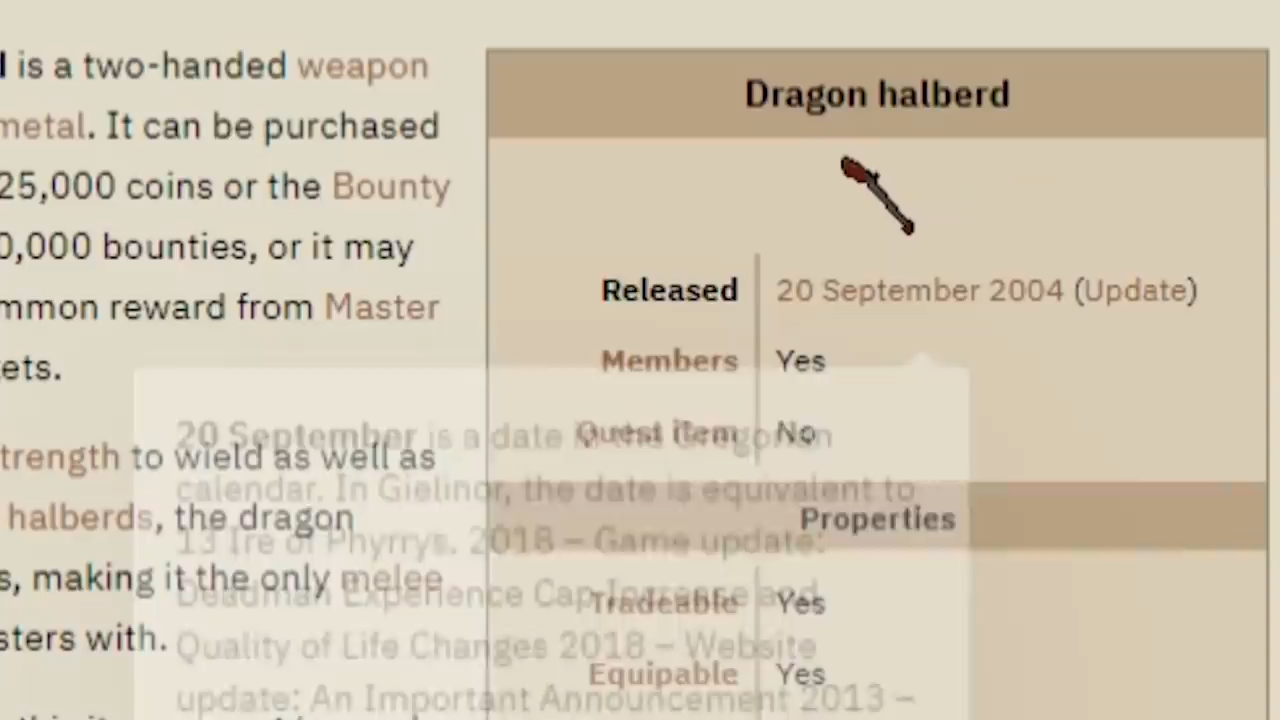 l is a two-handed weapon
metal. It can be purchased
25,000 coins or the Bounty
0,000 bounties, or it may
mmon reward from Master
ets.
trength to wield as well as
halberds, the dragon
s, making it the only melee
sters with.
Dragon halberd
Released 20 September 2004 (Update)
Members Yes
Quest item No
Properties
Tradeable Yes
Equipable Yes
20 September is a date in the Gregorian
calendar. In Gielinor, the date is equivalent to
13 Ire of Phyrrys. 2018 – Game update:
Deadman Experience Cap Increase and
Quality of Life Changes 2018 – Website
update: An Important Announcement 2013 –